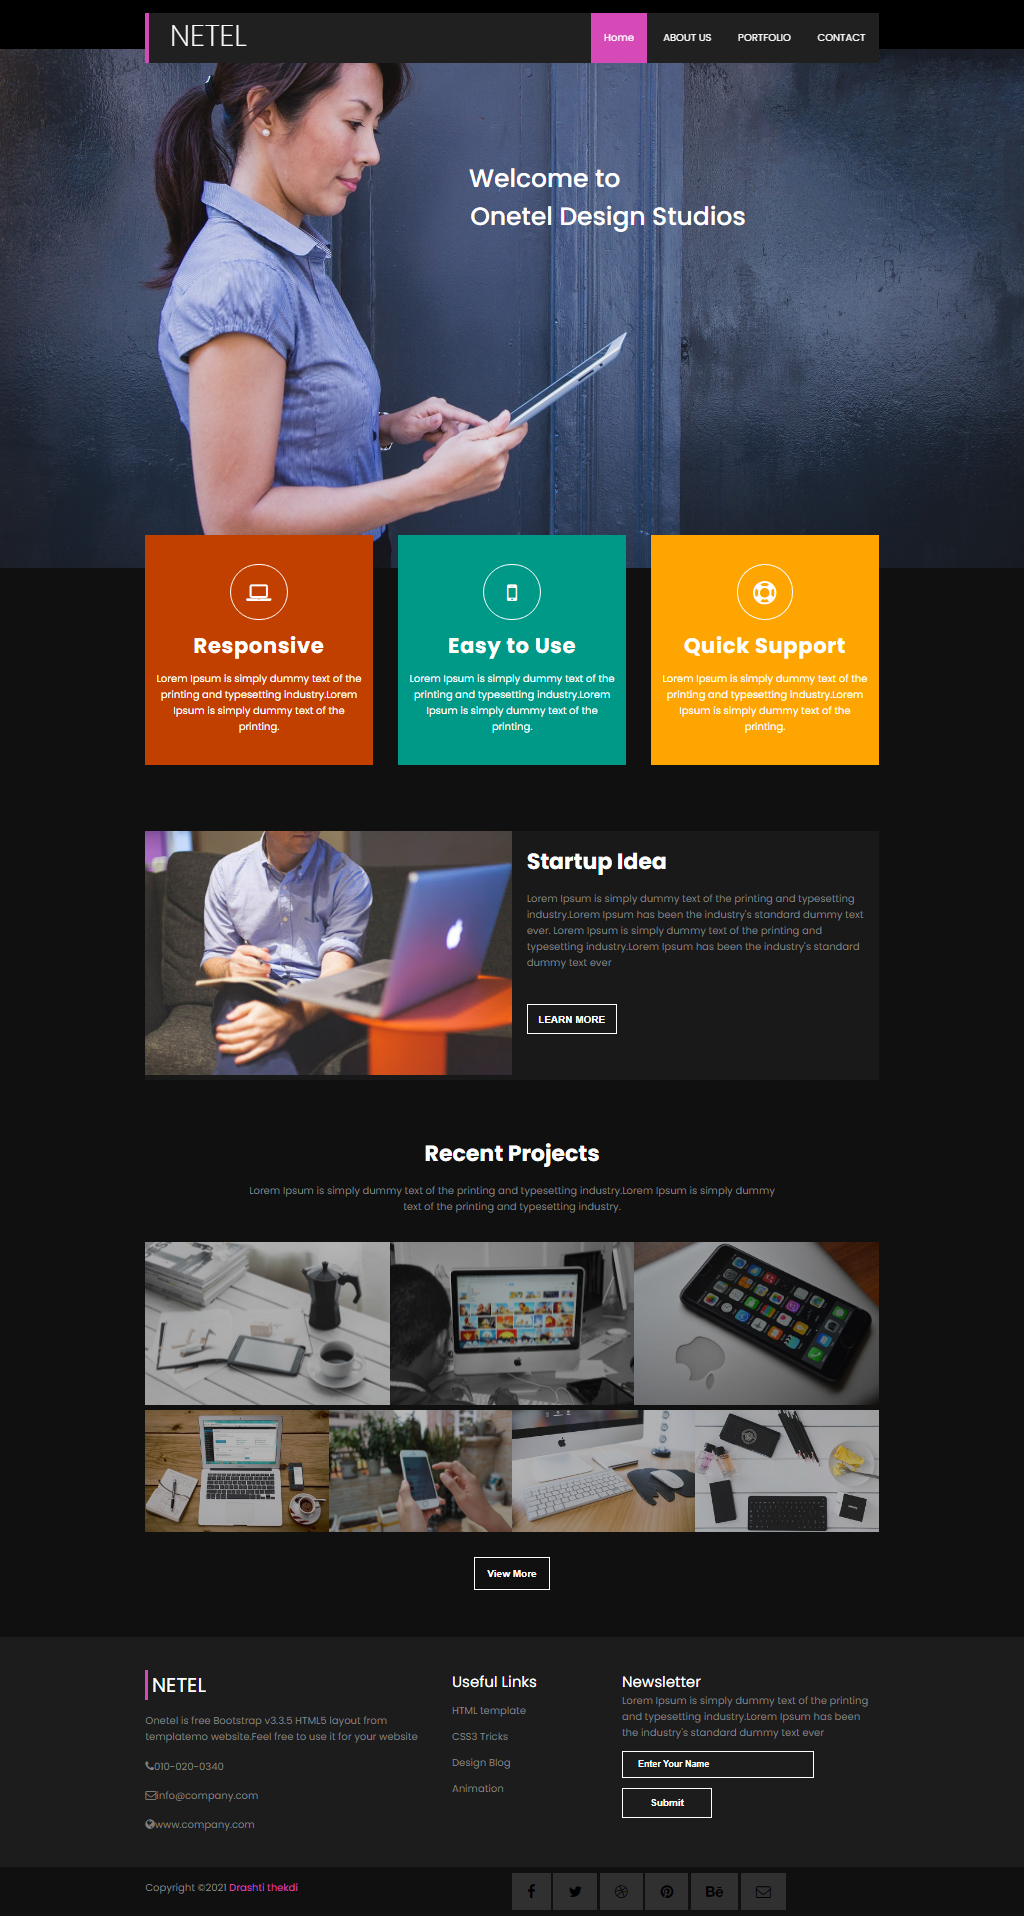 NETEL
Home ABOUT US PORTFOLIO CONTACT
Welcome to
Onetel Design Studios
Responsive
Lorem Ipsum is simply dummy text of the
printing and typesetting industry.Lorem
Ipsum is simply dummy text of the
printing.
Easy to Use
Lorem Ipsum is simply dummy text of the
printing and typesetting industry.Lorem
Ipsum is simply dummy text of the
printing.
Quick Support
Lorem Ipsum is simply dummy text of the
printing and typesetting industry.Lorem
Ipsum is simply dummy text of the
printing.
Startup Idea
Lorem Ipsum is simply dummy text of the printing and typesetting
industry.Lorem Ipsum has been the industry's standard dummy text
ever. Lorem Ipsum is simply dummy text of the printing and
typesetting industry.Lorem Ipsum has been the industry's standard
dummy text ever
LEARN MORE
Recent Projects
Lorem Ipsum is simply dummy text of the printing and typesetting industry.Lorem Ipsum is simply dummy
text of the printing and typesetting industry.
View More
NETEL
Onetel is free Bootstrap v3.3.5 HTML5 layout from
templatemo website.Feel free to use it for your website
010-020-0340
info@company.com
www.company.com
Useful Links
HTML template
CSS3 Tricks
Design Blog
Animation
Newsletter
Lorem Ipsum is simply dummy text of the printing
and typesetting industry.Lorem Ipsum has been
the industry's standard dummy text ever
Enter Your Name
Submit
Copyright ©2021 Drashti thekdi
Bē